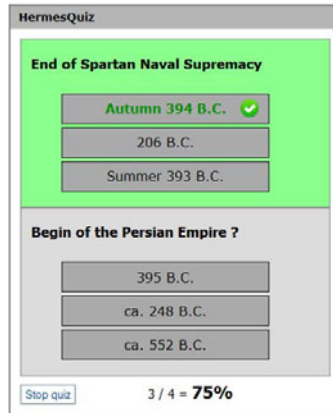 HermesQuiz
End of Spartan Naval Supremacy
Autumn 394 B.C.
206 B.C.
Summer 393 B.C.
Begin of the Persian Empire ?
395 B.C.
ca. 248 B.C.
ca. 552 B.C.
Stop quiz 3 / 4 = 75%